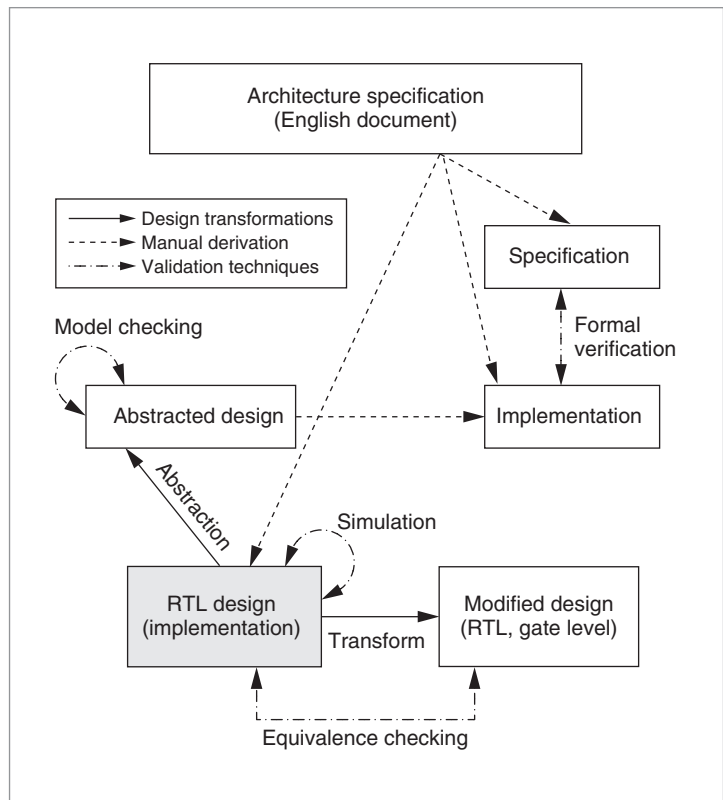 Architecture specification
(English document)
Design transformations
Manual derivation
Validation techniques
Specification
Model checking
Formal
verification
Abstracted design
Implementation
Abstraction
Simulation
RTL design
(implementation)
Transform
Modified design
(RTL, gate level)
Equivalence checking